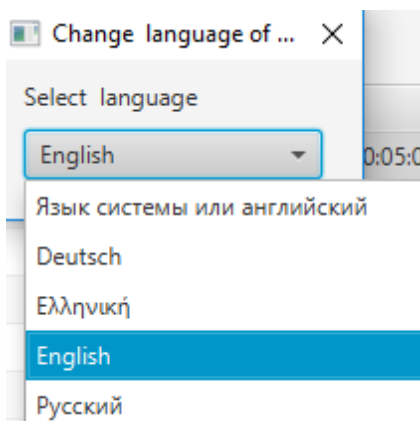 Change language of ...
Select language
English
0:05:0
Язык системы или английский
Deutsch
Ελληνική
English
Русский